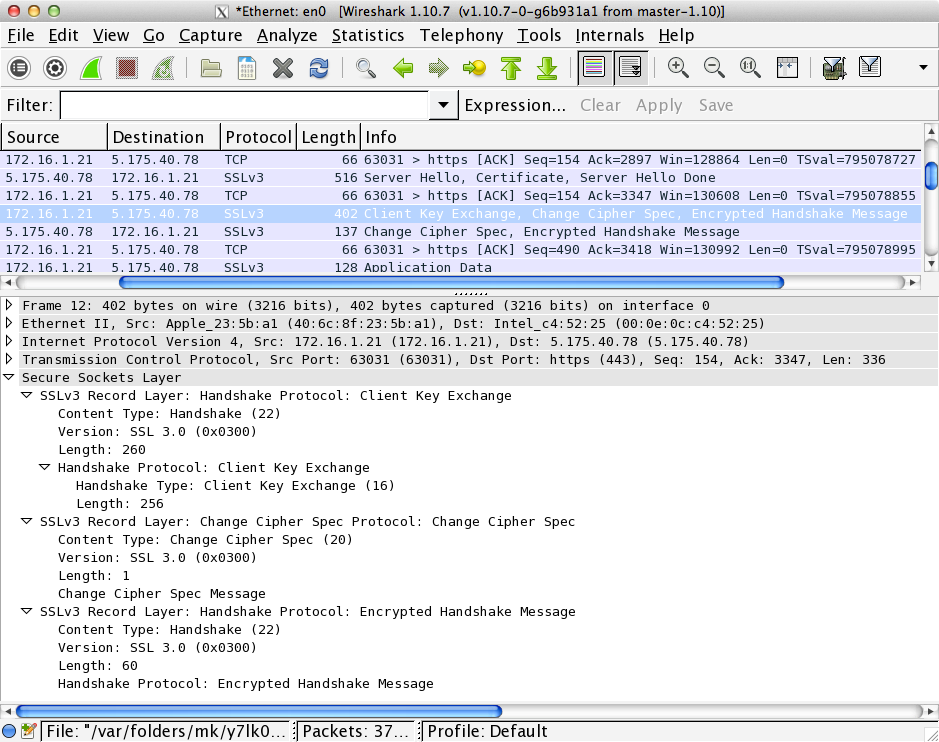 *Ethernet: en0 [Wireshark 1.10.7 (v1.10.7-0-g6b931a1 from master-1.10)]
File Edit View Go Capture Analyze Statistics Telephony Tools Internals Help
Filter: Expression... Clear Apply Save
Source Destination Protocol Length Info
172.16.1.21 5.175.40.78 TCP 66 63031 > https [ACK] Seq=154 Ack=2897 Win=128864 Len=0 TSval=795078727
5.175.40.78 172.16.1.21 SSLv3 516 Server Hello, Certificate, Server Hello Done
172.16.1.21 5.175.40.78 TCP 66 63031 > https [ACK] Seq=154 Ack=3347 Win=130608 Len=0 TSval=795078855
172.16.1.21 5.175.40.78 SSLv3 402 Client Key Exchange, Change Cipher Spec, Encrypted Handshake Message
5.175.40.78 172.16.1.21 SSLv3 137 Change Cipher Spec, Encrypted Handshake Message
172.16.1.21 5.175.40.78 TCP 66 63031 > https [ACK] Seq=490 Ack=3418 Win=130992 Len=0 TSval=795078995
172.16.1.21 5.175.40.78 SSLv3 128 Application Data
Frame 12: 402 bytes on wire (3216 bits), 402 bytes captured (3216 bits) on interface 0
Ethernet II, Src: Apple_23:5b:a1 (40:6c:8f:23:5b:a1), Dst: Intel_c4:52:25 (00:0e:0c:c4:52:25)
Internet Protocol Version 4, Src: 172.16.1.21 (172.16.1.21), Dst: 5.175.40.78 (5.175.40.78)
Transmission Control Protocol, Src Port: 63031 (63031), Dst Port: https (443), Seq: 154, Ack: 3347, Len: 336
Secure Sockets Layer
SSLv3 Record Layer: Handshake Protocol: Client Key Exchange
Content Type: Handshake (22)
Version: SSL 3.0 (0x0300)
Length: 260
Handshake Protocol: Client Key Exchange
Handshake Type: Client Key Exchange (16)
Length: 256
SSLv3 Record Layer: Change Cipher Spec Protocol: Change Cipher Spec
Content Type: Change Cipher Spec (20)
Version: SSL 3.0 (0x0300)
Length: 1
Change Cipher Spec Message
SSLv3 Record Layer: Handshake Protocol: Encrypted Handshake Message
Content Type: Handshake (22)
Version: SSL 3.0 (0x0300)
Length: 60
Handshake Protocol: Encrypted Handshake Message
File: "/var/folders/mk/y7lk0... Packets: 37... Profile: Default